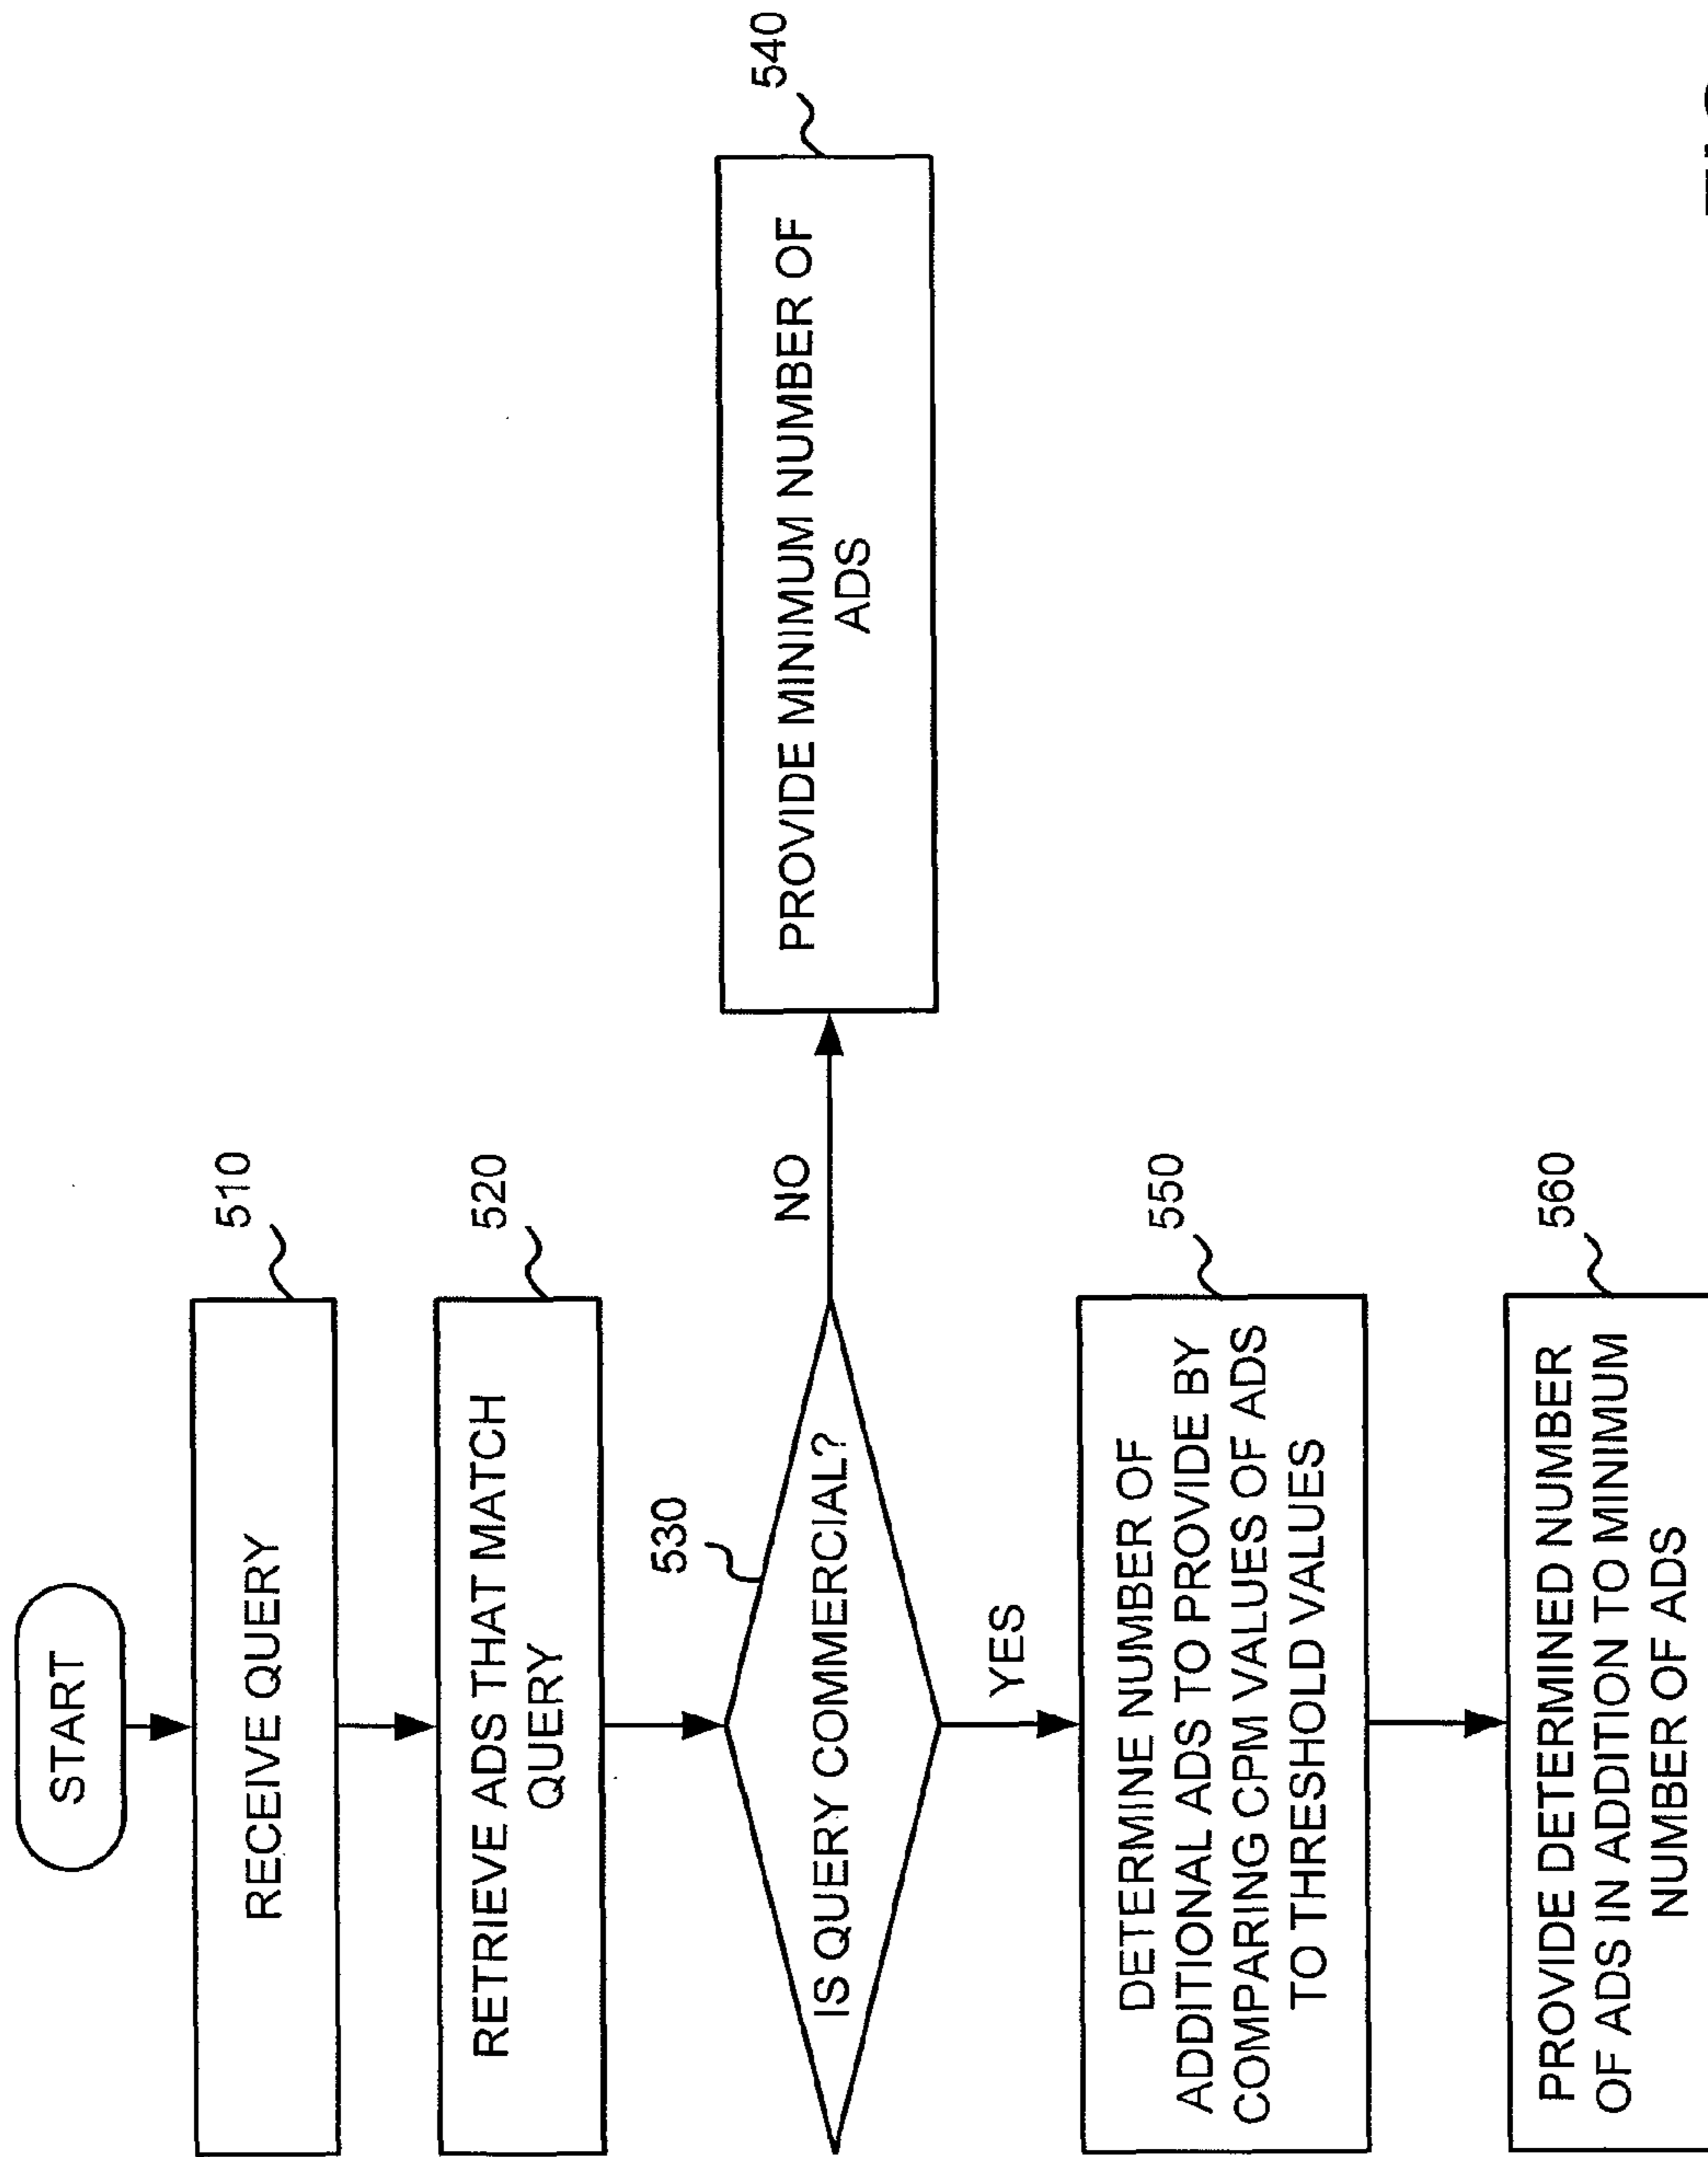 START
510
RECEIVE QUERY
520
RETRIEVE ADS THAT MATCH
QUERY
530
IS QUERY COMMERCIAL?
NO
540
PROVIDE MINIMUM NUMBER OF
ADS
YES
550
DETERMINE NUMBER OF
ADDITIONAL ADS TO PROVIDE BY
COMPARING CPM VALUES OF ADS
TO THRESHOLD VALUES
560
PROVIDE DETERMINED NUMBER
OF ADS IN ADDITION TO MINIMUM
NUMBER OF ADS